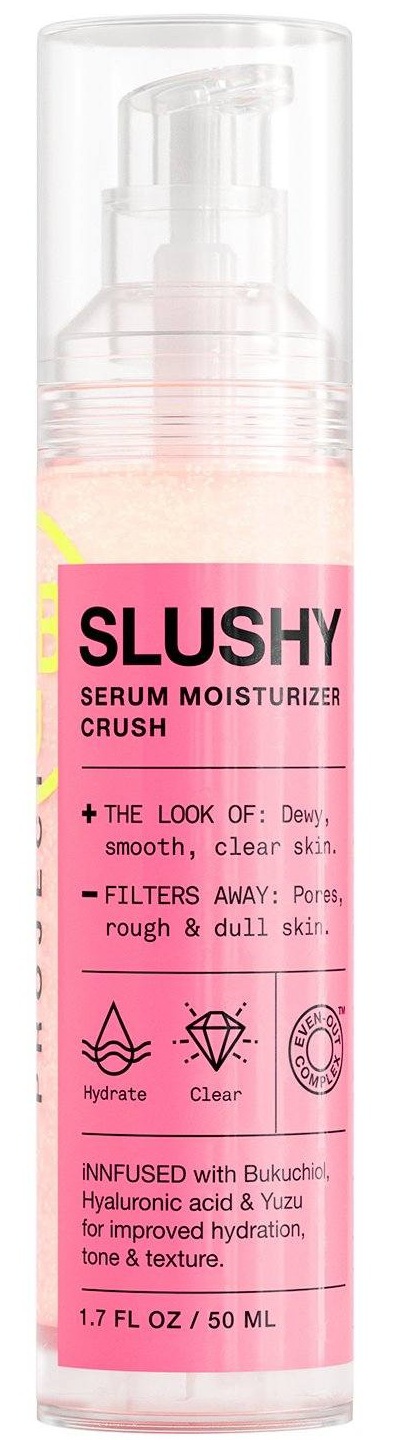 SLUSHY
SERUM MOISTURIZER
CRUSH
+ THE LOOK OF: Dewy,
smooth, clear skin.
– FILTERS AWAY: Pores,
rough & dull skin.
Hydrate
Clear
EVEN-OUT
COMPLEX™
iNNFUSED with Bukuchiol,
Hyaluronic acid & Yuzu
for improved hydration,
tone & texture.
1.7 FL OZ / 50 ML